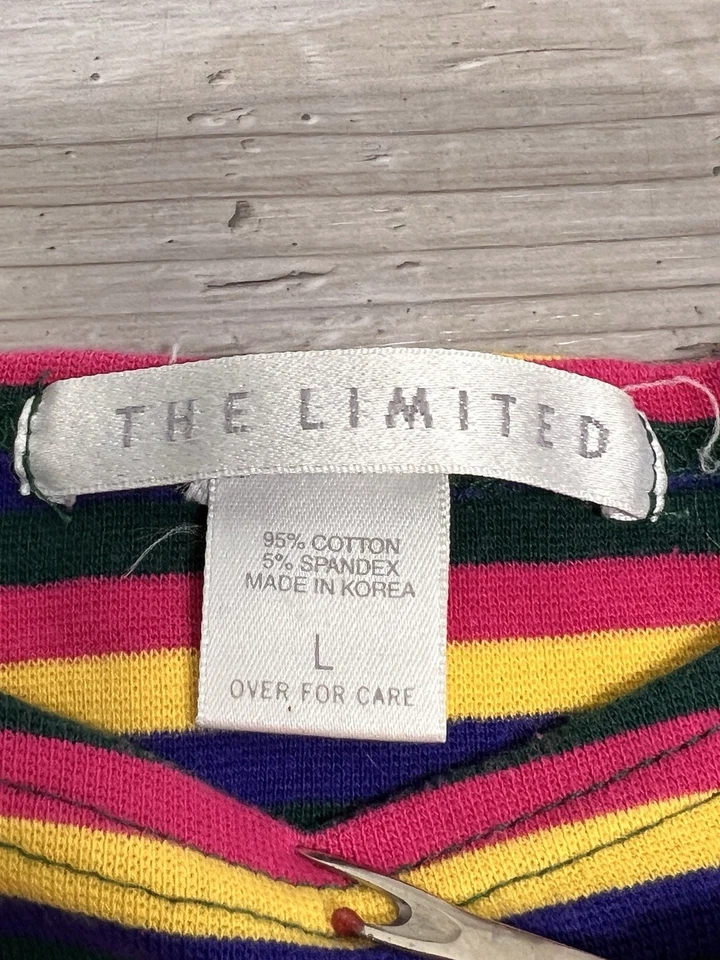 THE LIMITED
95% COTTON
5% SPANDEX
MADE IN KOREA
L
OVER FOR CARE